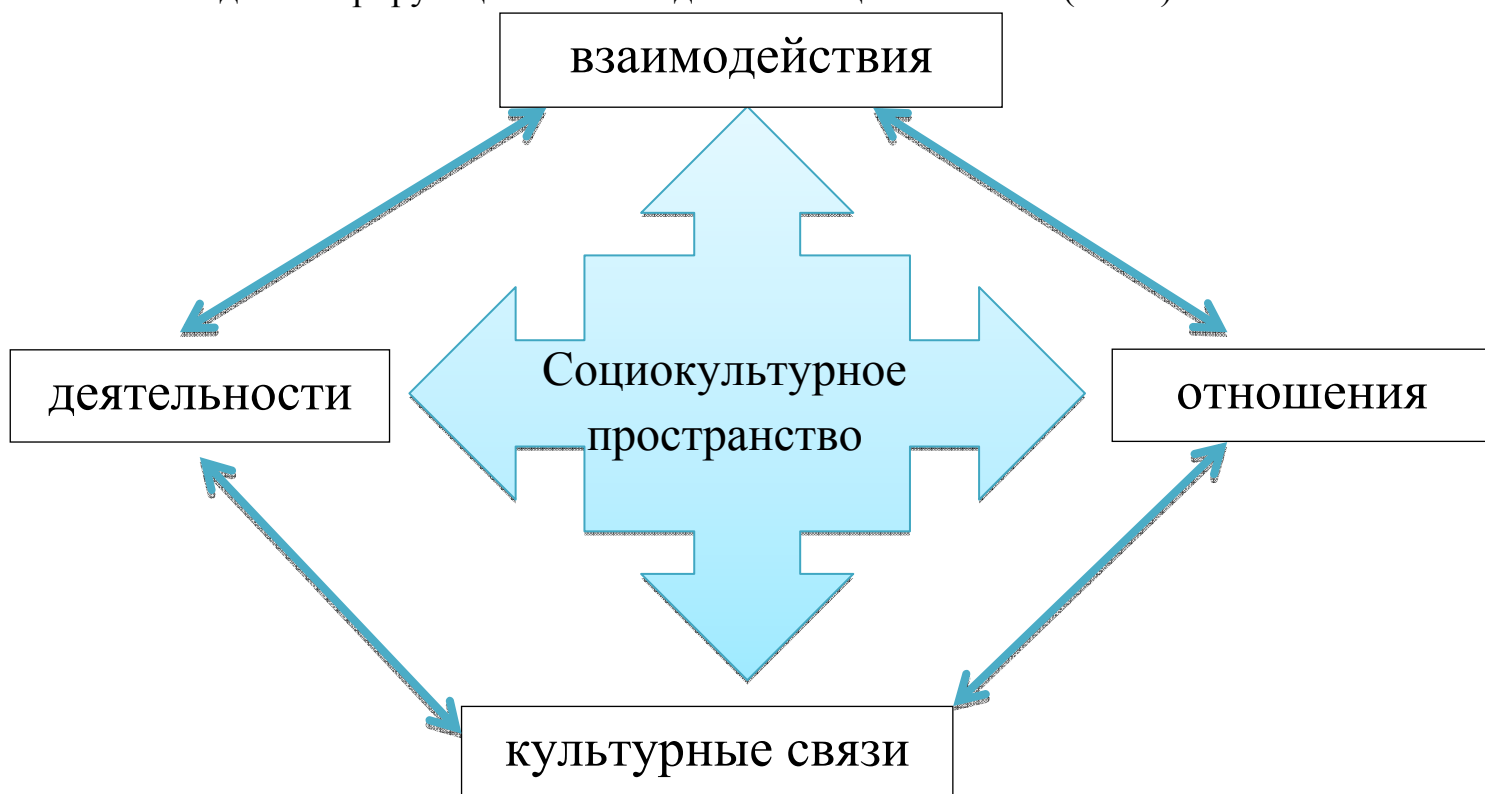 взаимодействия
деятельности
Социокультурное
пространство
отношения
культурные связи